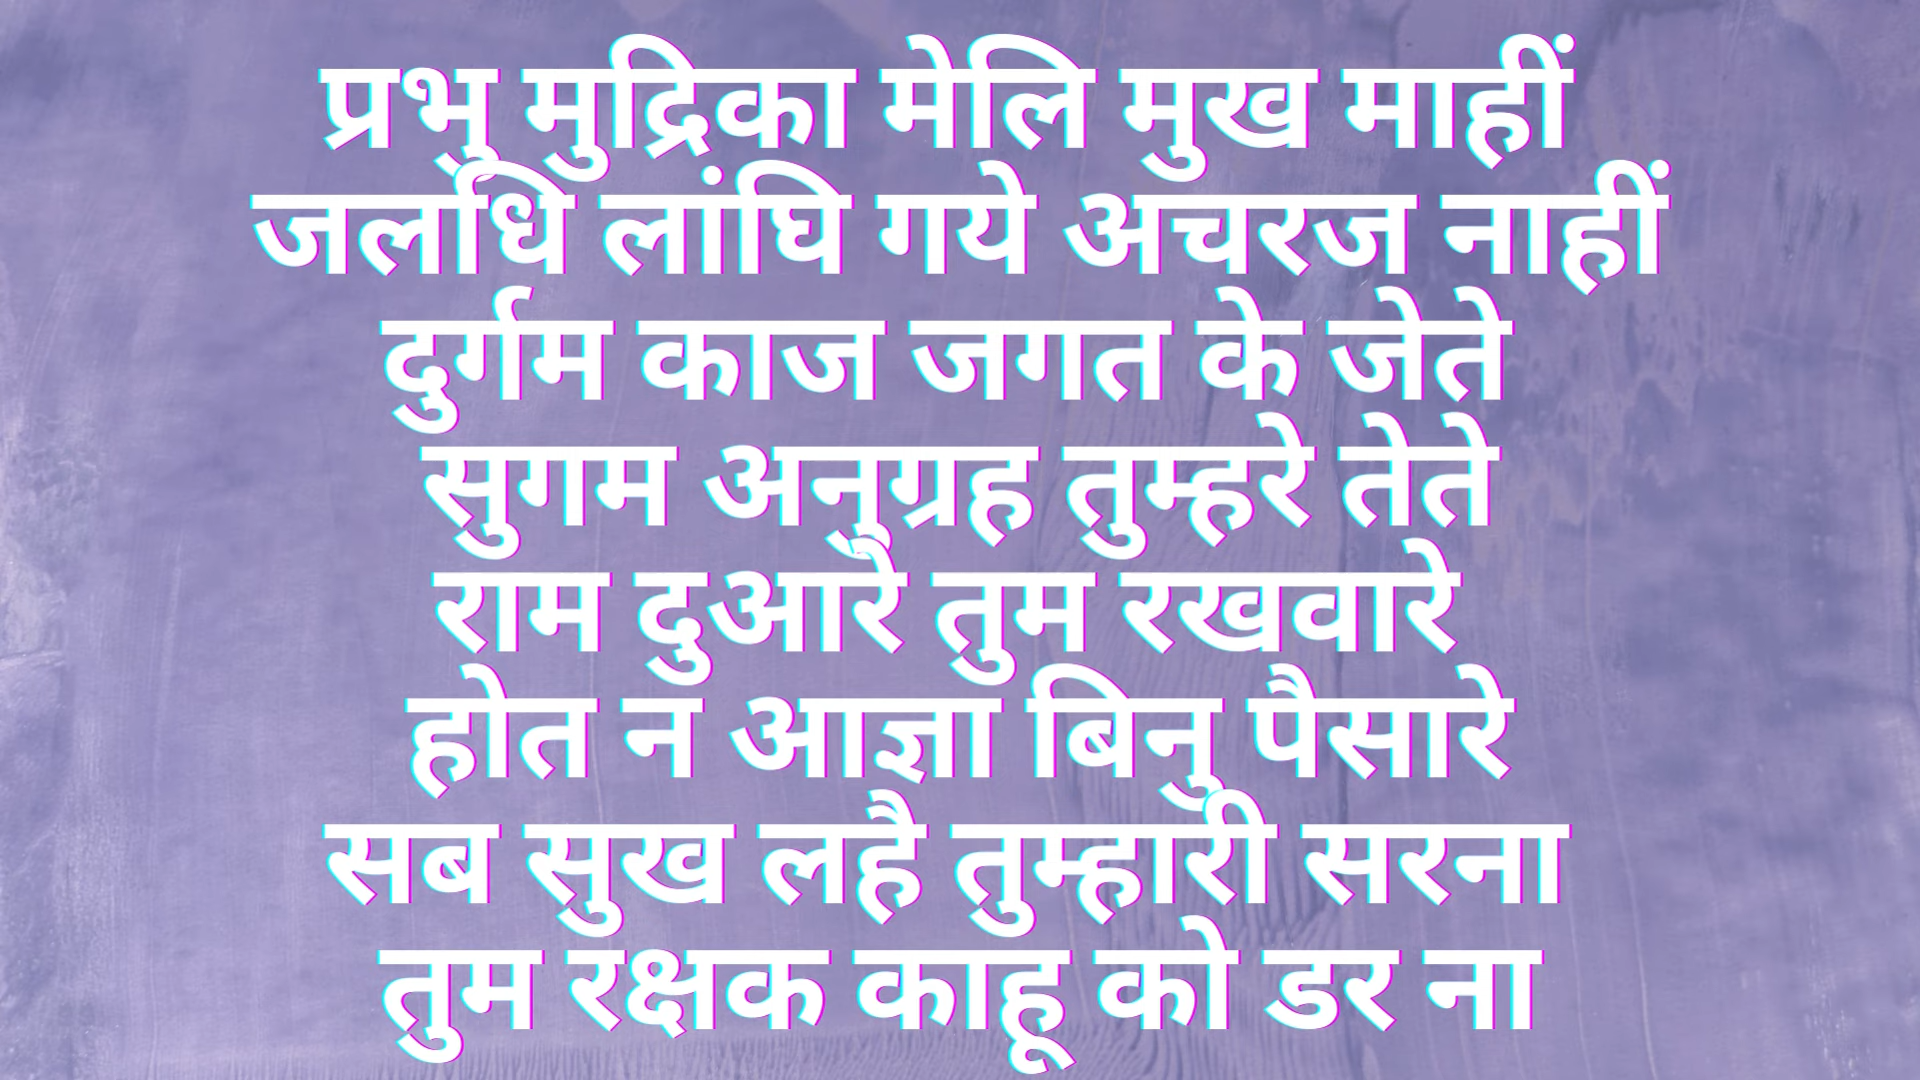 प्रभु मुद्रिका मेलि मुख माहीं
जलधि लांघि गये अचरज नाहीं
दुर्गम काज जगत के जेते
सुगम अनुग्रह तुम्हरे तेते
राम दुआरे तुम रखवारे
होत न आज्ञा बिनु पैसारे
सब सुख लहै तुम्हारी सरना
तुम रक्षक काहू को डर ना